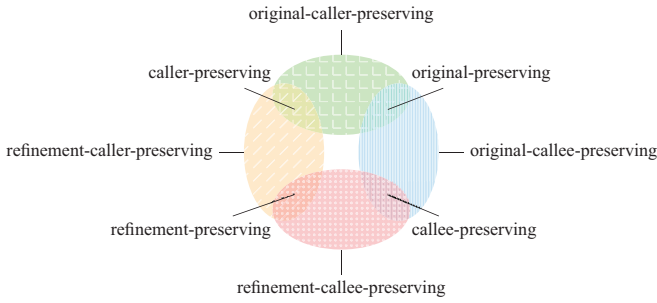 original-caller-preserving
caller-preserving
original-preserving
refinement-caller-preserving
original-callee-preserving
refinement-preserving
callee-preserving
refinement-callee-preserving